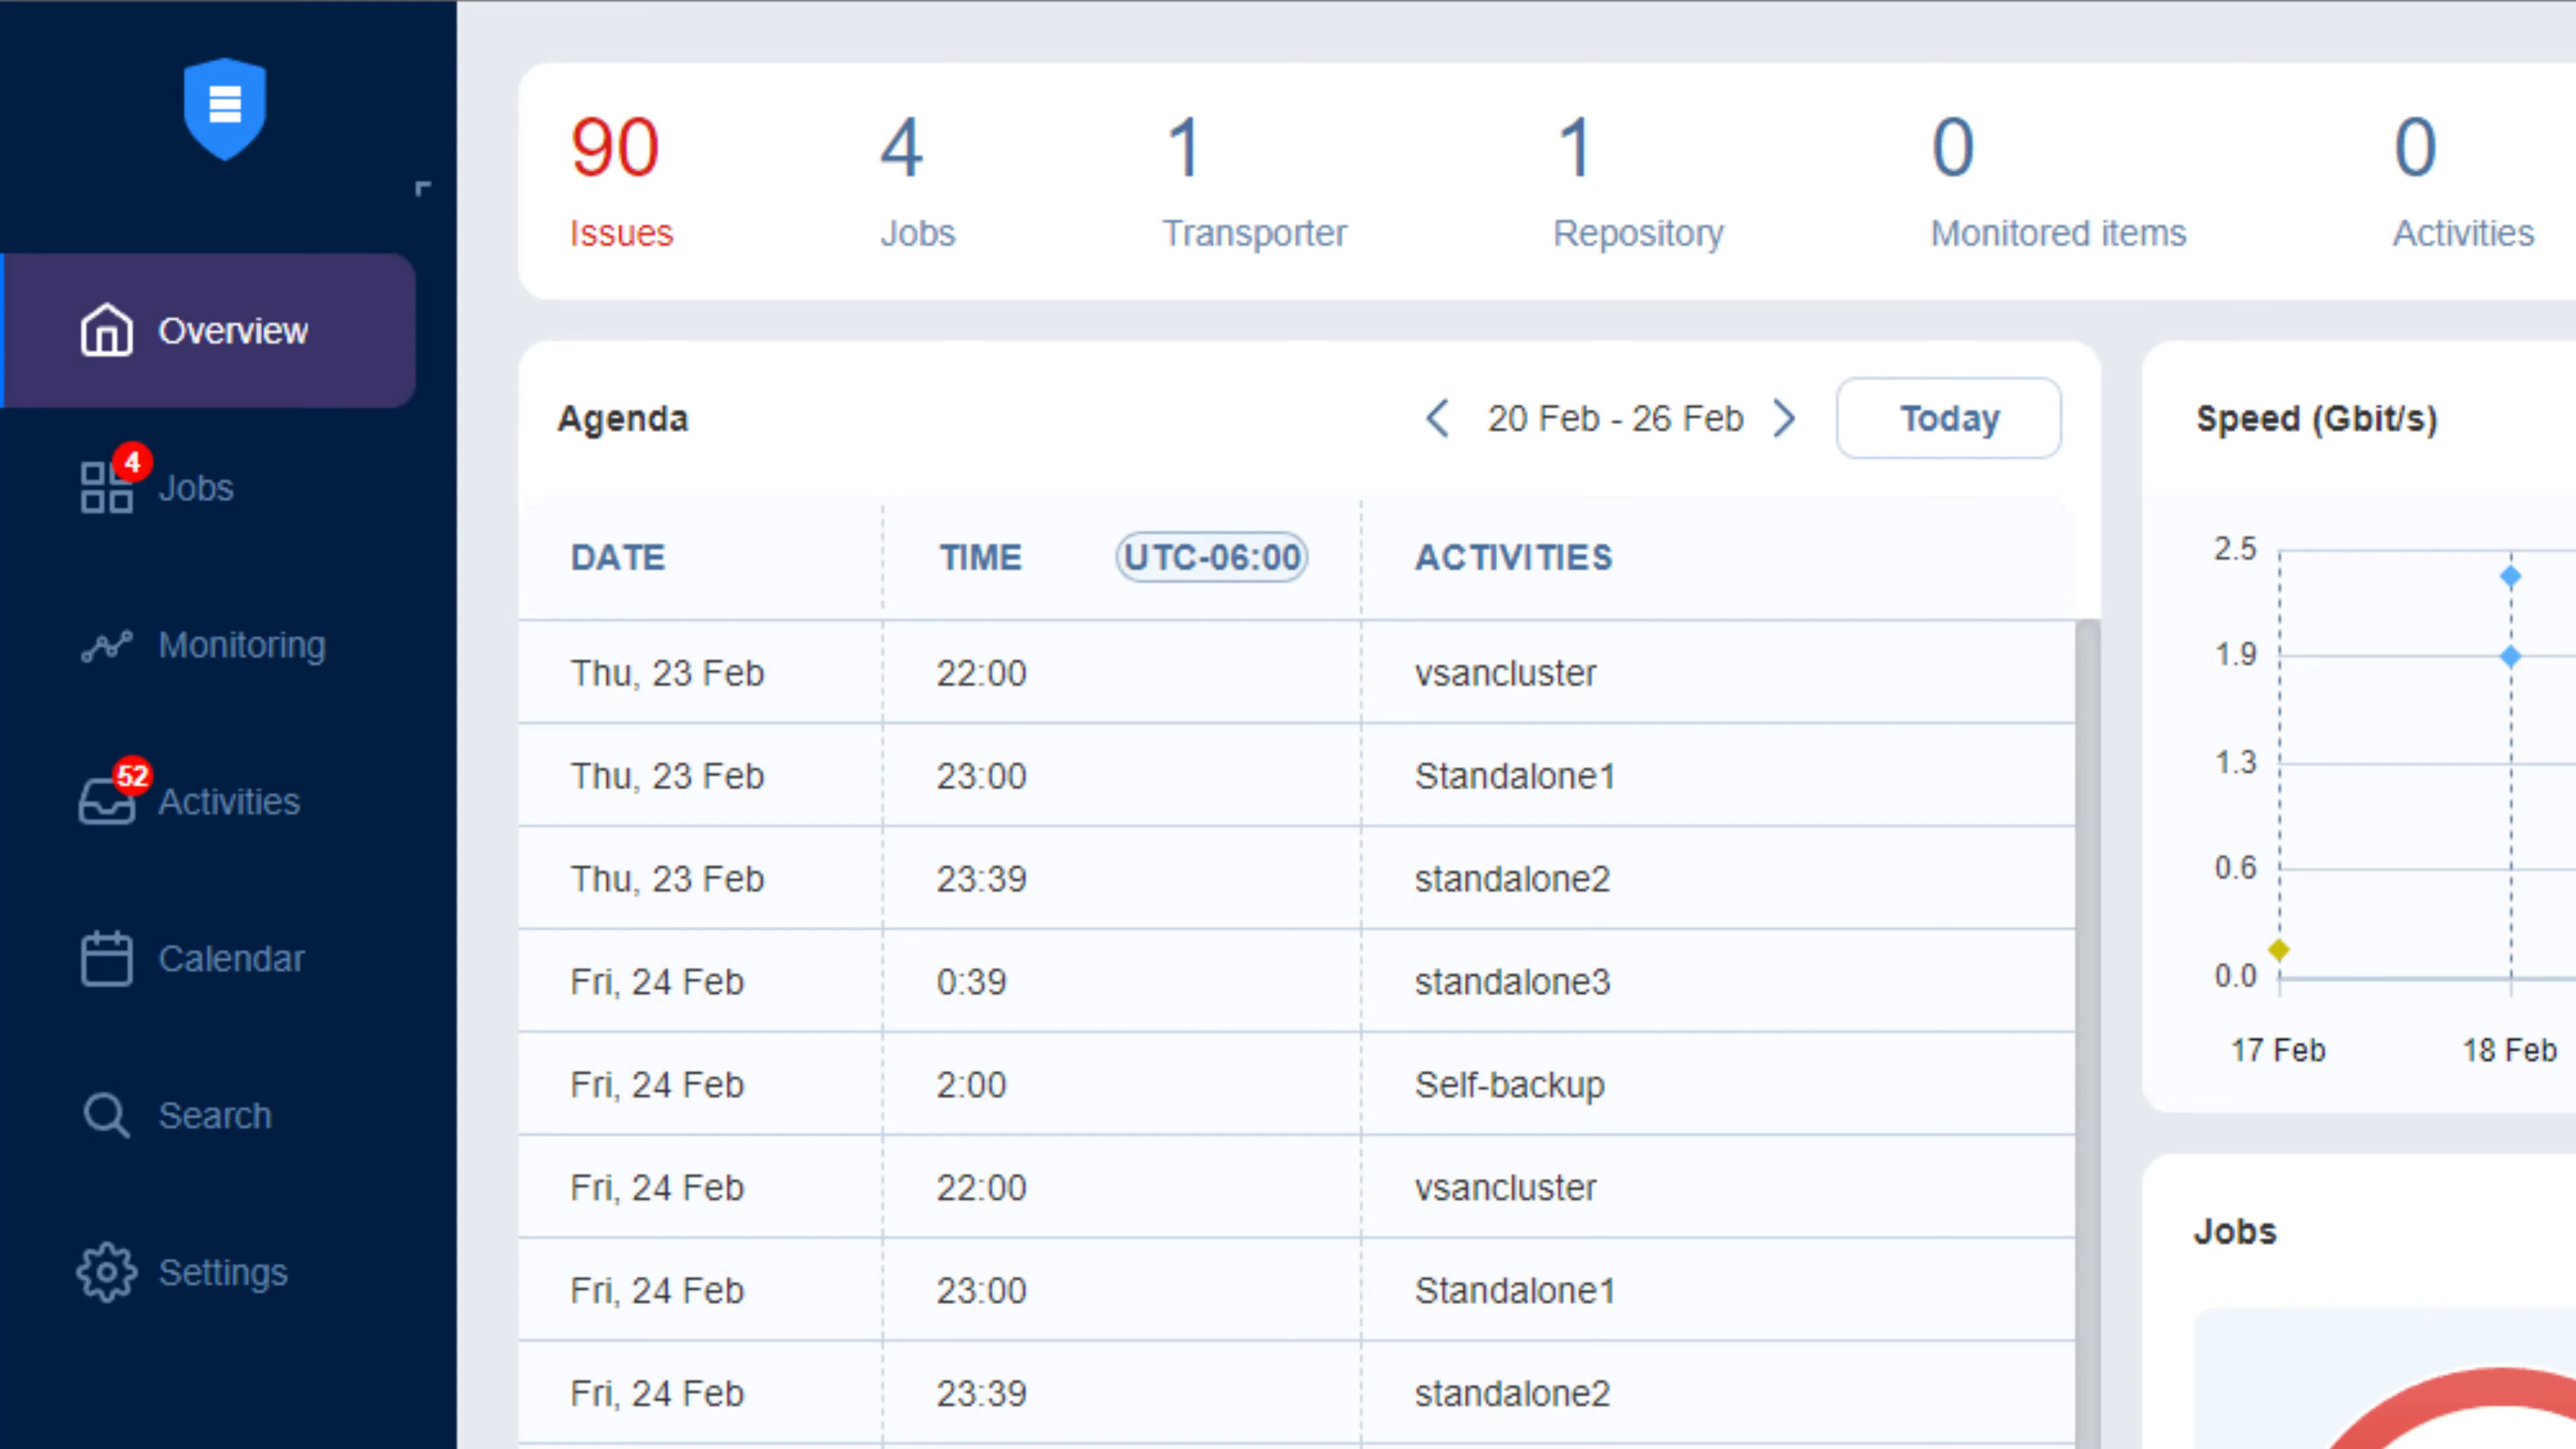 90 4 1 1 0 0
Issues Jobs Transporter Repository Monitored items Activities
Overview
4
Jobs
Monitoring
52
Activities
Calendar
Search
Settings
Agenda 20 Feb - 26 Feb Today
DATE TIME UTC-06:00 ACTIVITIES
Thu, 23 Feb 22:00 vsancluster
Thu, 23 Feb 23:00 Standalone1
Thu, 23 Feb 23:39 standalone2
Fri, 24 Feb 0:39 standalone3
Fri, 24 Feb 2:00 Self-backup
Fri, 24 Feb 22:00 vsancluster
Fri, 24 Feb 23:00 Standalone1
Fri, 24 Feb 23:39 standalone2
Speed (Gbit/s)
2.5
1.9
1.3
0.6
0.0
17 Feb 18 Feb
Jobs